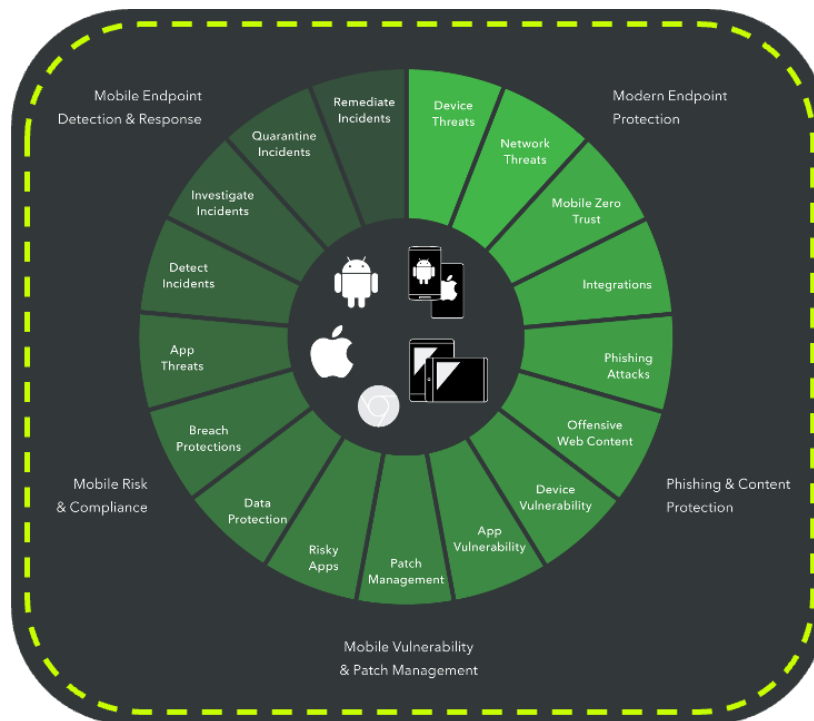 Mobile Endpoint
Detection & Response
Modern Endpoint
Protection
Remediate
Incidents
Device
Threats
Quarantine
Incidents
Network
Threats
Investigate
Incidents
Mobile Zero
Trust
Detect
Incidents
Integrations
App
Threats
Phishing
Attacks
Breach
Protections
Offensive
Web Content
Mobile Risk
& Compliance
Phishing & Content
Protection
Data
Protection
Device
Vulnerability
Risky
Apps
Patch
Management
App
Vulnerability
Mobile Vulnerability
& Patch Management